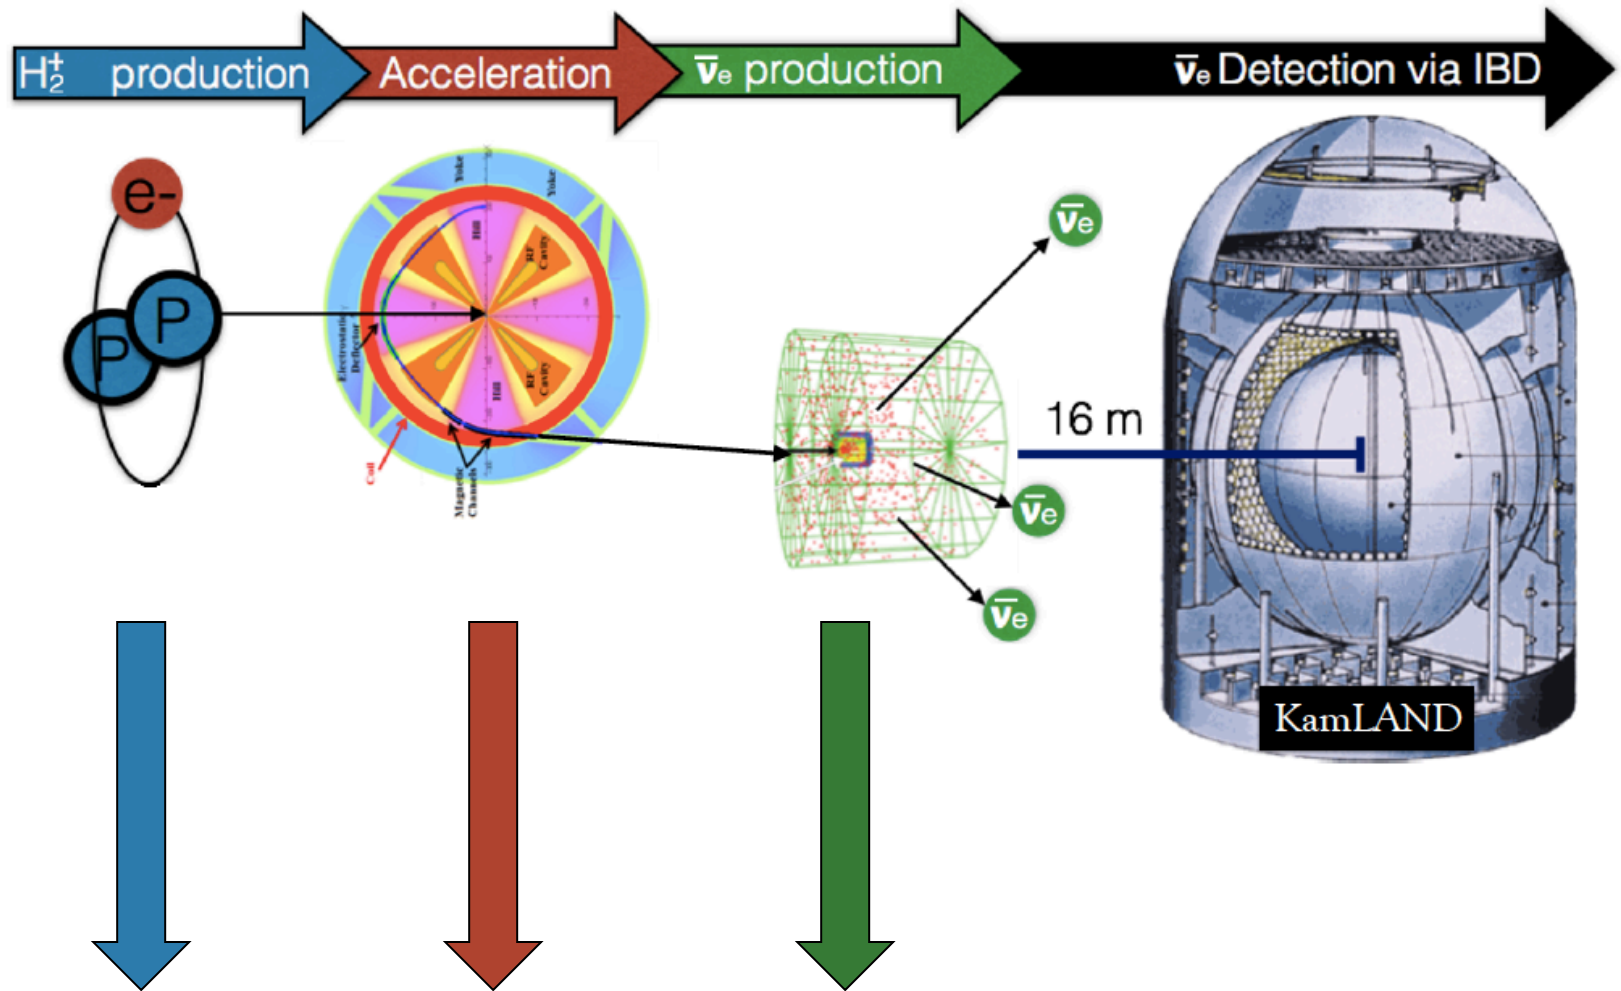 H₂⁺ production
Acceleration
ν̄e production
ν̄e Detection via IBD
e-
P
P
Yoke
Yoke
Hill
RF
Cavity
Electrostatic
Deflector
Hill
RF
Cavity
Coil
Magnetic
Channels
ν̄e
16 m
ν̄e
ν̄e
KamLAND